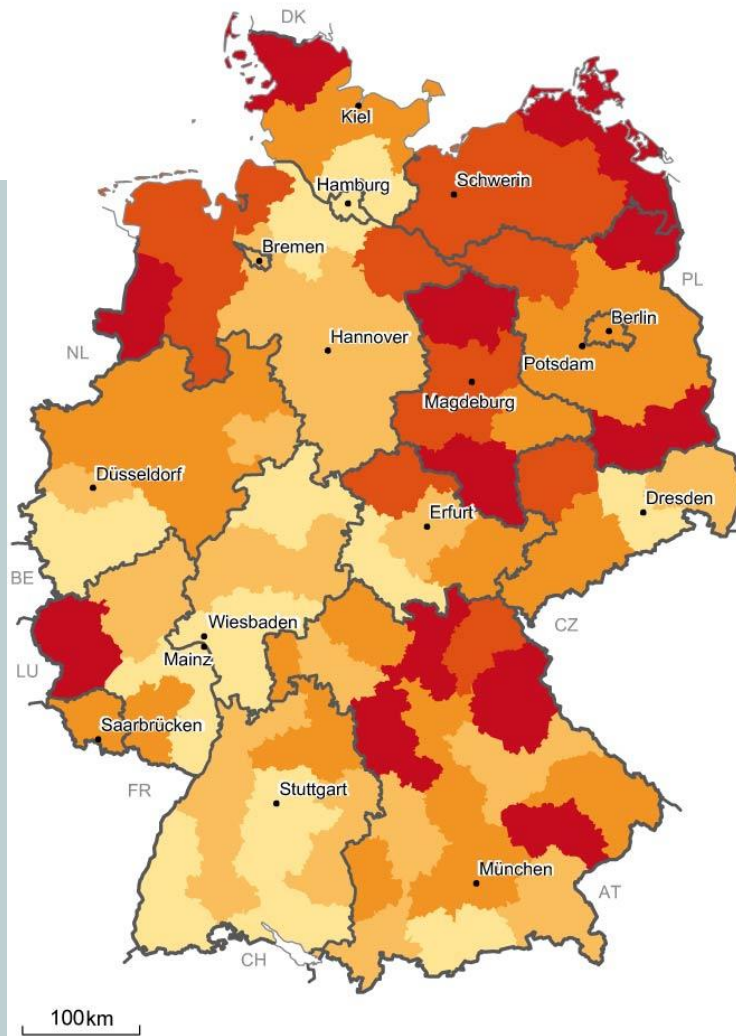 DK
Kiel
Hamburg
Schwerin
Bremen
PL
Berlin
Hannover
NL
Potsdam
Magdeburg
Düsseldorf
Dresden
Erfurt
BE
CZ
Wiesbaden
Mainz
LU
Saarbrücken
FR
Stuttgart
München
AT
CH
100km